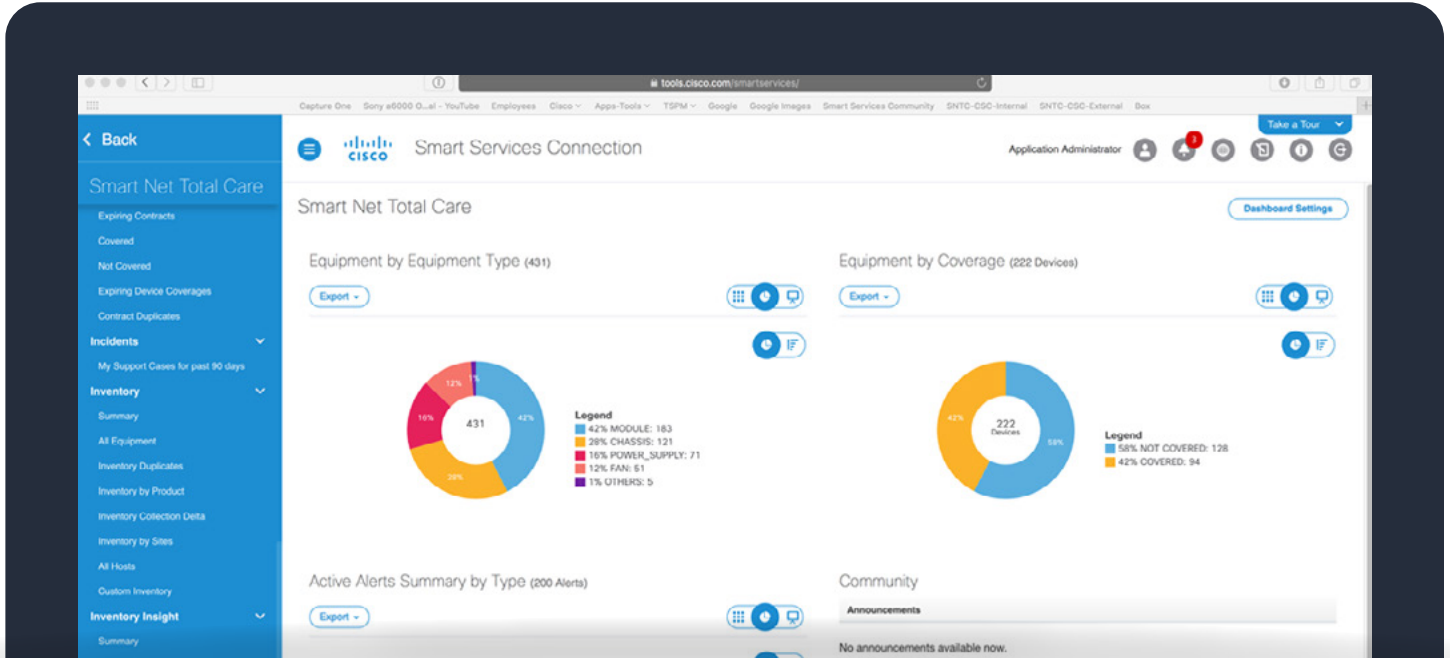 tools.cisco.com/smartservices/
Capture One Sony a6000 O...al - YouTube Employees Cisco Apps-Tools TSPM Google Google Images Smart Services Community SNTC-CSC-Internal SNTC-CSC-External Box
Back
Smart Net Total Care
Expiring Contracts
Covered
Not Covered
Expiring Device Coverages
Contract Duplicates
Incidents
My Support Cases for past 90 days
Inventory
Summary
All Equipment
Inventory Duplicates
Inventory by Product
Inventory Collection Delta
Inventory by Sites
All Hosts
Custom Inventory
Inventory Insight
Summary
CISCO
Smart Services Connection
Application Administrator
3
Take a Tour
Smart Net Total Care
Dashboard Settings
Equipment by Equipment Type (431)
Export
12%
1%
16%
431
42%
28%
Legend
42% MODULE: 183
28% CHASSIS: 121
16% POWER_SUPPLY: 71
12% FAN: 51
1% OTHERS: 5
Equipment by Coverage (222 Devices)
Export
42%
222
Devices
58%
Legend
58% NOT COVERED: 128
42% COVERED: 94
Active Alerts Summary by Type (200 Alerts)
Export
Community
Announcements
No announcements available now.